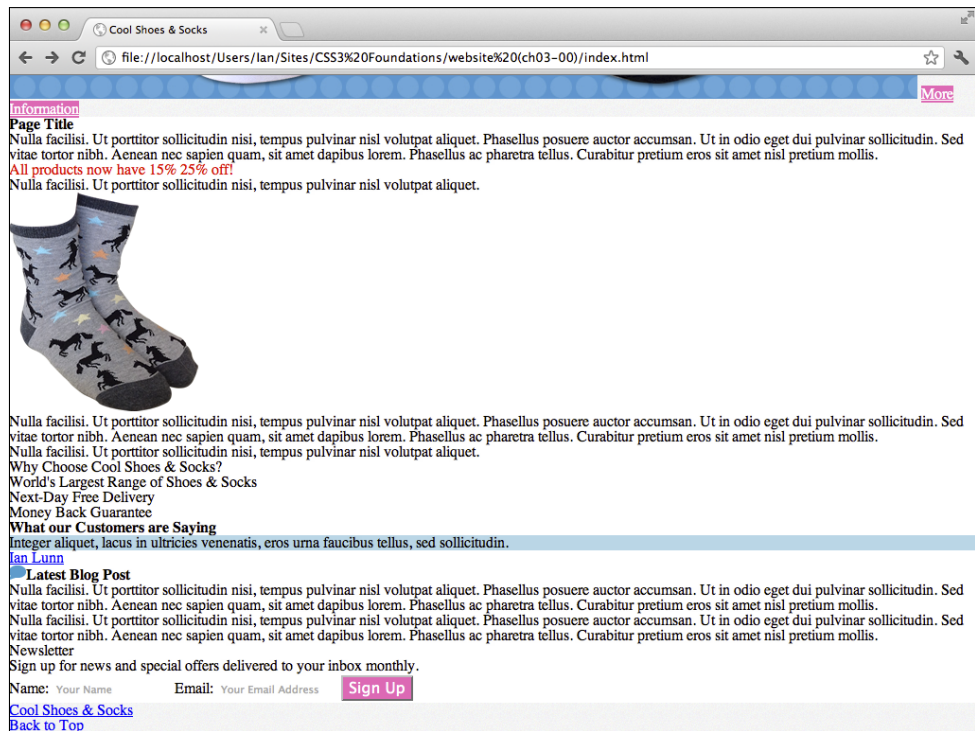 Cool Shoes & Socks
file://localhost/Users/Ian/Sites/CSS3%20Foundations/website%20(ch03-00)/index.html
More
Information
Page Title
Nulla facilisi. Ut porttitor sollicitudin nisi, tempus pulvinar nisl volutpat aliquet. Phasellus posuere auctor accumsan. Ut in odio eget dui pulvinar sollicitudin. Sed
vitae tortor nibh. Aenean nec sapien quam, sit amet dapibus lorem. Phasellus ac pharetra tellus. Curabitur pretium eros sit amet nisl pretium mollis.
All products now have 15% 25% off!
Nulla facilisi. Ut porttitor sollicitudin nisi, tempus pulvinar nisl volutpat aliquet.
Nulla facilisi. Ut porttitor sollicitudin nisi, tempus pulvinar nisl volutpat aliquet. Phasellus posuere auctor accumsan. Ut in odio eget dui pulvinar sollicitudin. Sed
vitae tortor nibh. Aenean nec sapien quam, sit amet dapibus lorem. Phasellus ac pharetra tellus. Curabitur pretium eros sit amet nisl pretium mollis.
Nulla facilisi. Ut porttitor sollicitudin nisi, tempus pulvinar nisl volutpat aliquet.
Why Choose Cool Shoes & Socks?
World's Largest Range of Shoes & Socks
Next-Day Free Delivery
Money Back Guarantee
What our Customers are Saying
Integer aliquet, lacus in ultricies venenatis, eros urna faucibus tellus, sed sollicitudin.
Ian Lunn
Latest Blog Post
Nulla facilisi. Ut porttitor sollicitudin nisi, tempus pulvinar nisl volutpat aliquet. Phasellus posuere auctor accumsan. Ut in odio eget dui pulvinar sollicitudin. Sed
vitae tortor nibh. Aenean nec sapien quam, sit amet dapibus lorem. Phasellus ac pharetra tellus. Curabitur pretium eros sit amet nisl pretium mollis.
Nulla facilisi. Ut porttitor sollicitudin nisi, tempus pulvinar nisl volutpat aliquet. Phasellus posuere auctor accumsan. Ut in odio eget dui pulvinar sollicitudin. Sed
vitae tortor nibh. Aenean nec sapien quam, sit amet dapibus lorem. Phasellus ac pharetra tellus. Curabitur pretium eros sit amet nisl pretium mollis.
Newsletter
Sign up for news and special offers delivered to your inbox monthly.
Name: Your Name Email: Your Email Address Sign Up
Cool Shoes & Socks
Back to Top